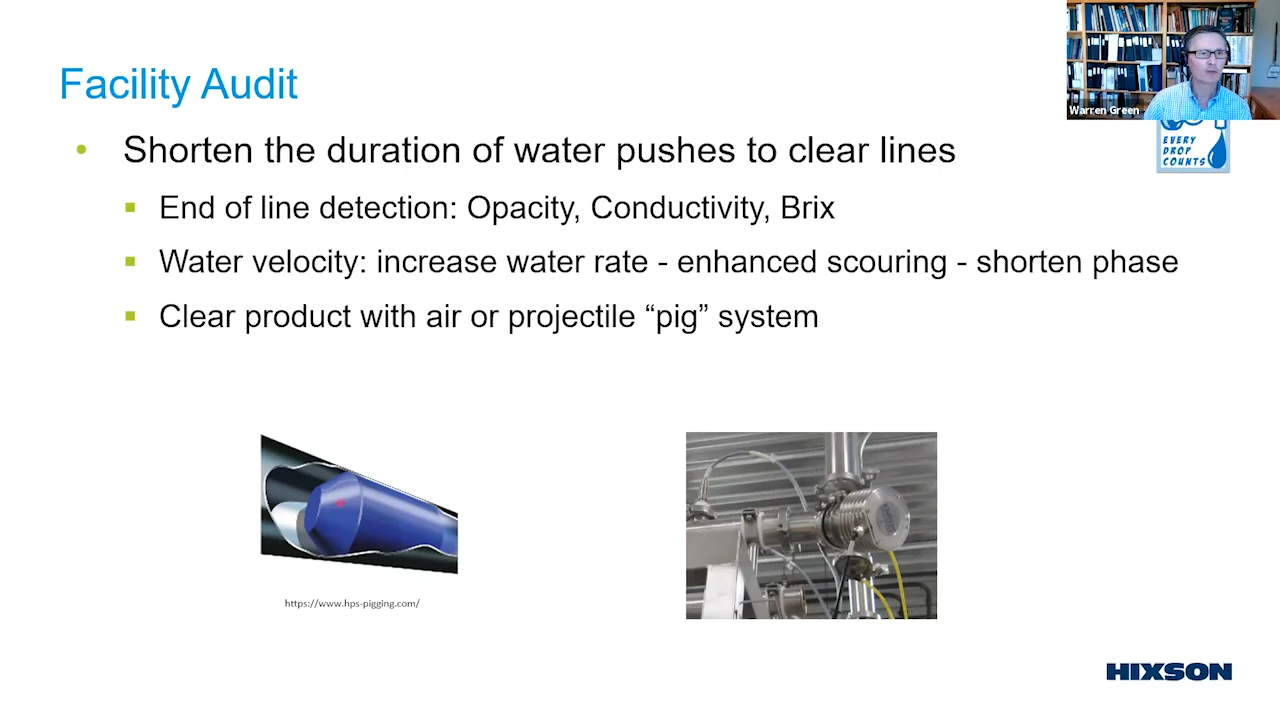 Facility Audit
Warren Green
EVERY
DROP
COUNTS
• Shorten the duration of water pushes to clear lines
▪ End of line detection: Opacity, Conductivity, Brix
▪ Water velocity: increase water rate - enhanced scouring - shorten phase
▪ Clear product with air or projectile “pig” system
https://www.hps-pigging.com/
HIXSON